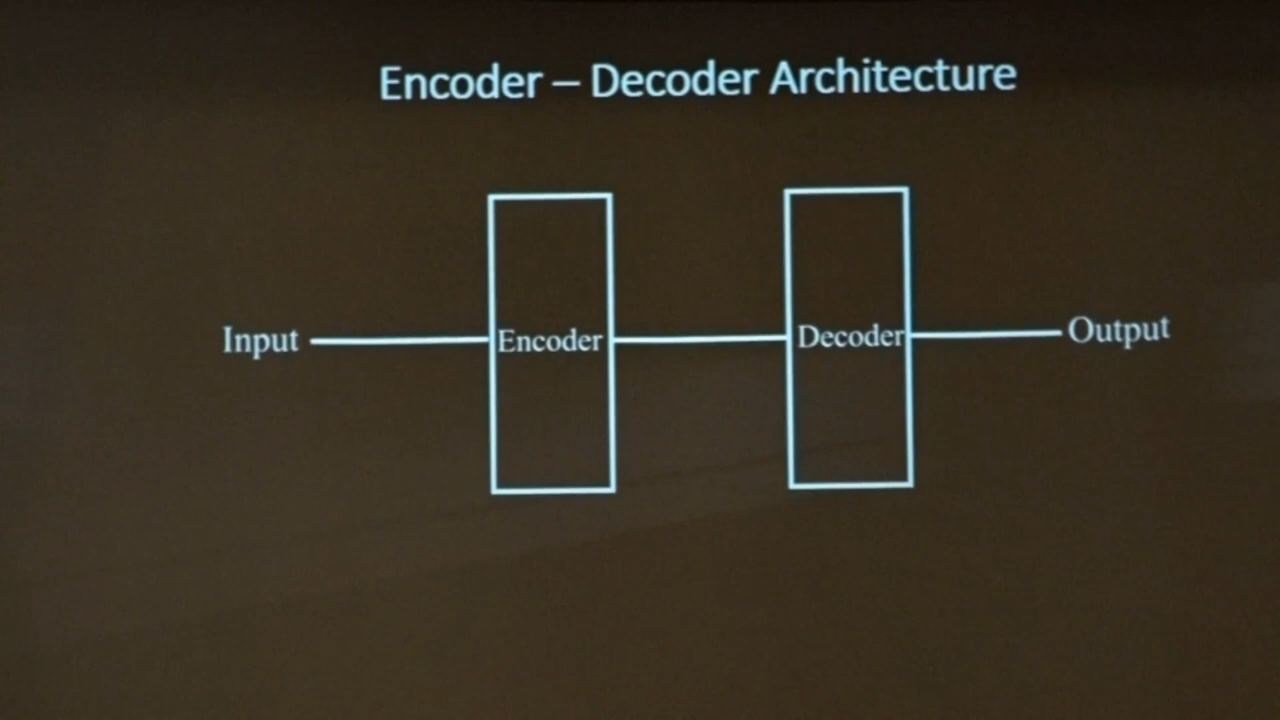 Encoder – Decoder Architecture
Input
Encoder
Decoder
Output